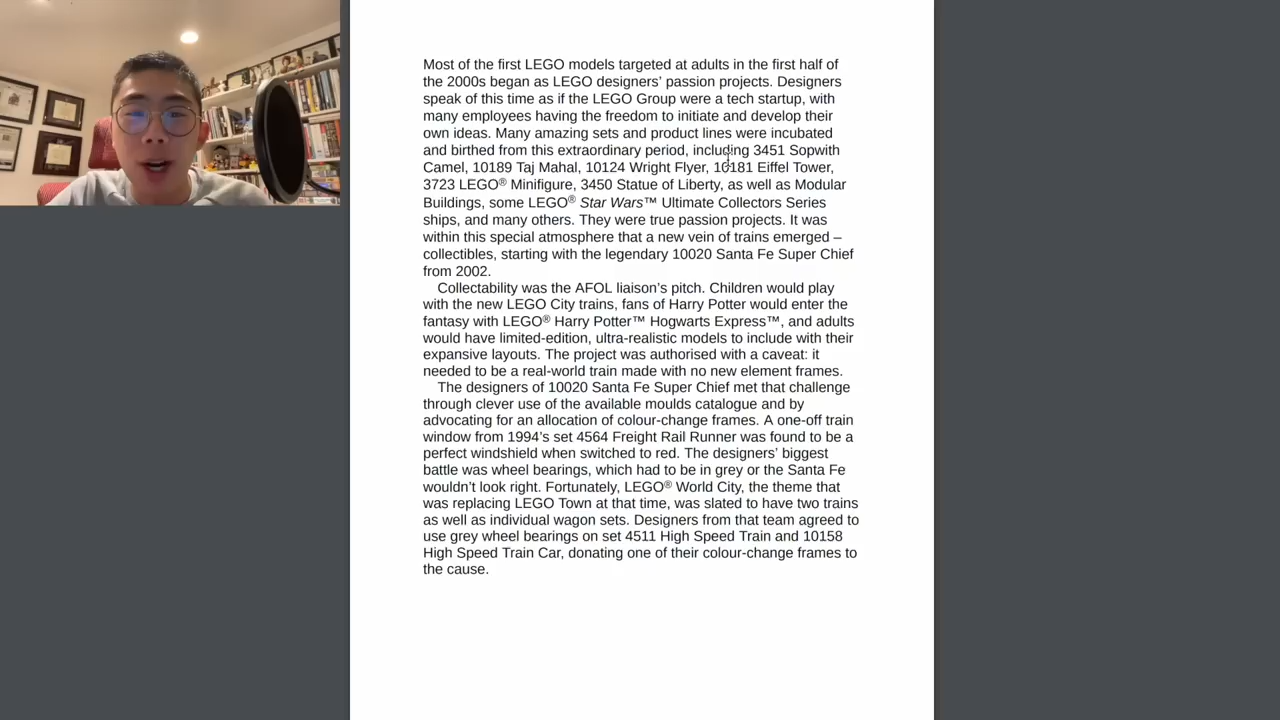 Most of the first LEGO models targeted at adults in the first half of
the 2000s began as LEGO designers’ passion projects. Designers
speak of this time as if the LEGO Group were a tech startup, with
many employees having the freedom to initiate and develop their
own ideas. Many amazing sets and product lines were incubated
and birthed from this extraordinary period, including 3451 Sopwith
Camel, 10189 Taj Mahal, 10124 Wright Flyer, 10181 Eiffel Tower,
3723 LEGO® Minifigure, 3450 Statue of Liberty, as well as Modular
Buildings, some LEGO® Star Wars™ Ultimate Collectors Series
ships, and many others. They were true passion projects. It was
within this special atmosphere that a new vein of trains emerged –
collectibles, starting with the legendary 10020 Santa Fe Super Chief
from 2002.
Collectability was the AFOL liaison’s pitch. Children would play
with the new LEGO City trains, fans of Harry Potter would enter the
fantasy with LEGO® Harry Potter™ Hogwarts Express™, and adults
would have limited-edition, ultra-realistic models to include with their
expansive layouts. The project was authorised with a caveat: it
needed to be a real-world train made with no new element frames.
The designers of 10020 Santa Fe Super Chief met that challenge
through clever use of the available moulds catalogue and by
advocating for an allocation of colour-change frames. A one-off train
window from 1994’s set 4564 Freight Rail Runner was found to be a
perfect windshield when switched to red. The designers’ biggest
battle was wheel bearings, which had to be in grey or the Santa Fe
wouldn’t look right. Fortunately, LEGO® World City, the theme that
was replacing LEGO Town at that time, was slated to have two trains
as well as individual wagon sets. Designers from that team agreed to
use grey wheel bearings on set 4511 High Speed Train and 10158
High Speed Train Car, donating one of their colour-change frames to
the cause.